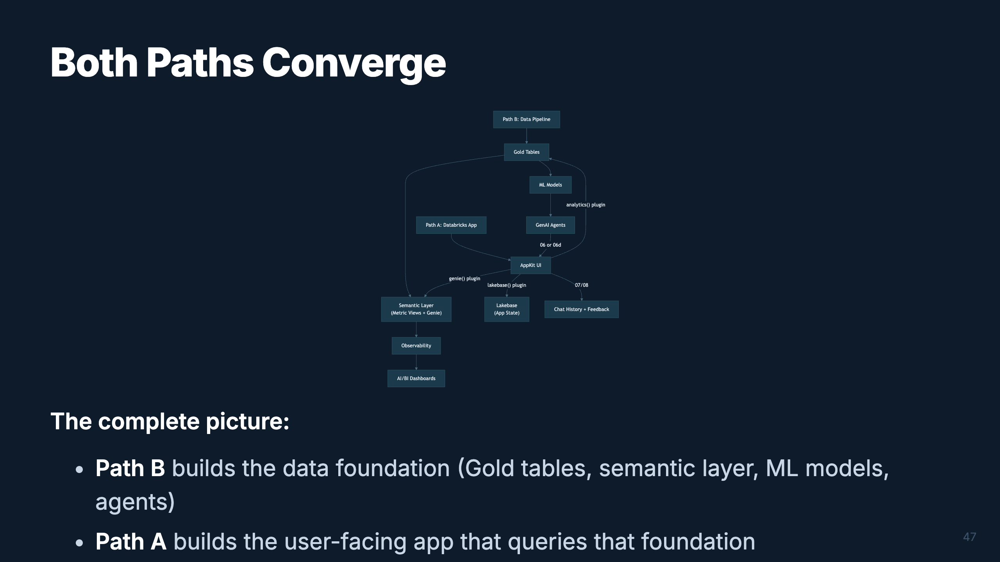 Both Paths Converge
Path B: Data Pipeline
Gold Tables
ML Models
analytics() plugin
Path A: Databricks App
GenAI Agents
06 or 06d
AppKit UI
genie() plugin
lakebase() plugin
07/08
Semantic Layer
(Metric Views + Genie)
Lakebase
(App State)
Chat History + Feedback
Observability
AI/BI Dashboards
The complete picture:
• Path B builds the data foundation (Gold tables, semantic layer, ML models,
agents)
• Path A builds the user-facing app that queries that foundation
47